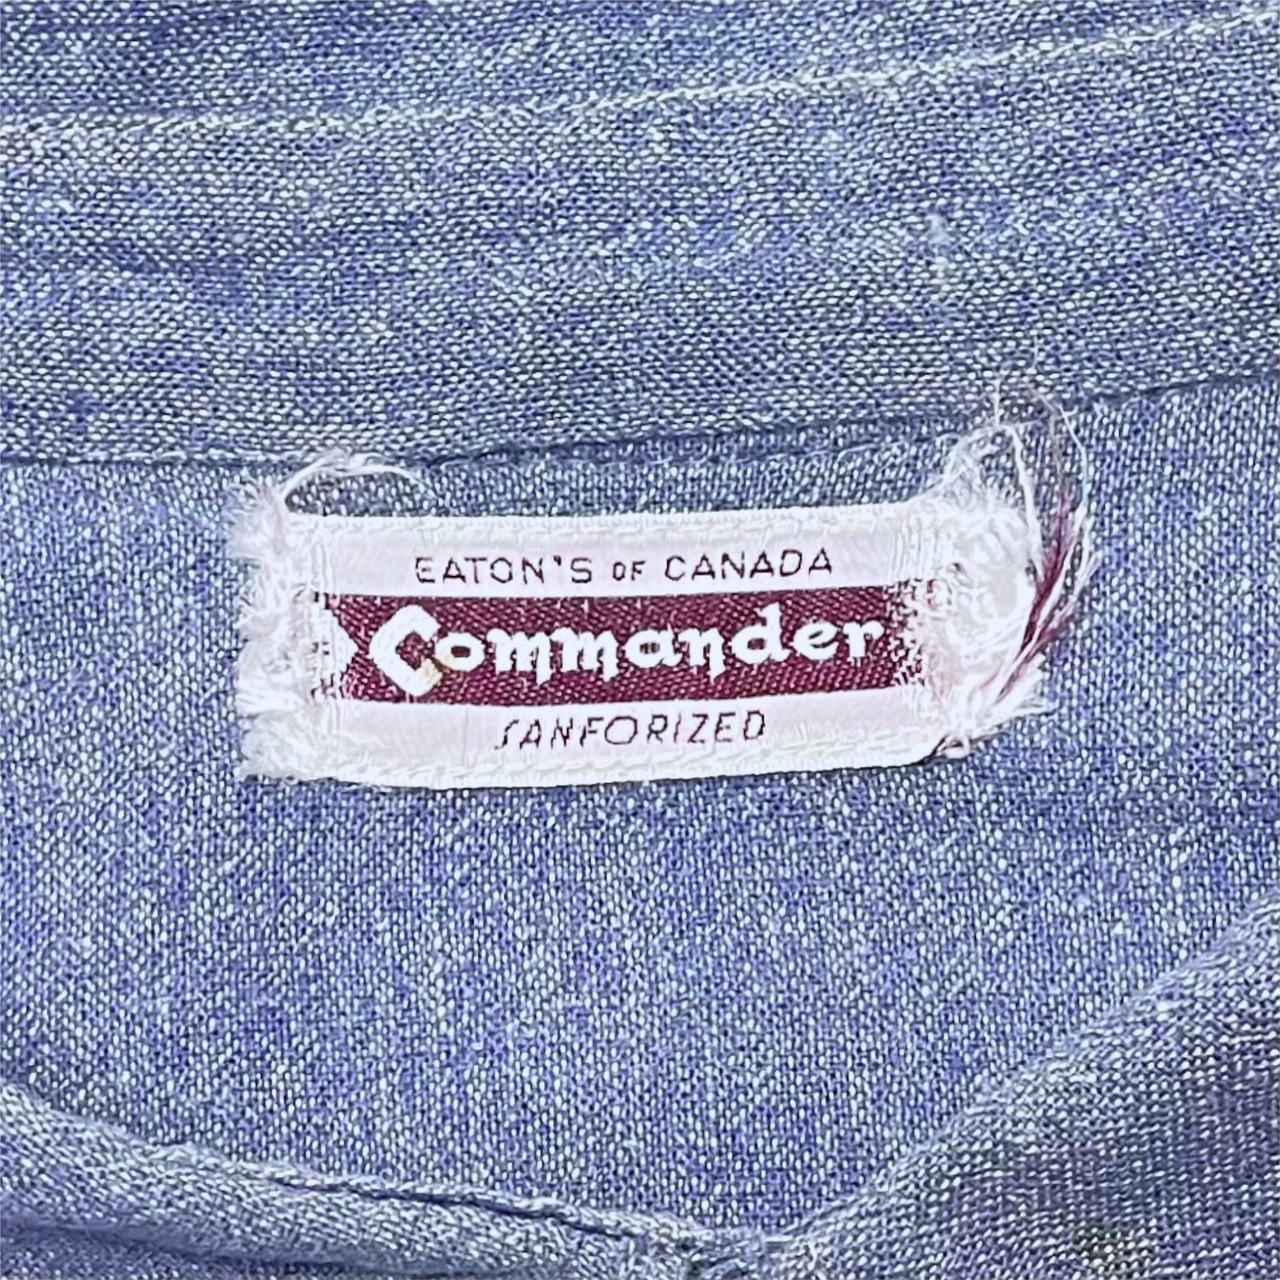 EATON'S OF CANADA
Commander
SANFORIZED